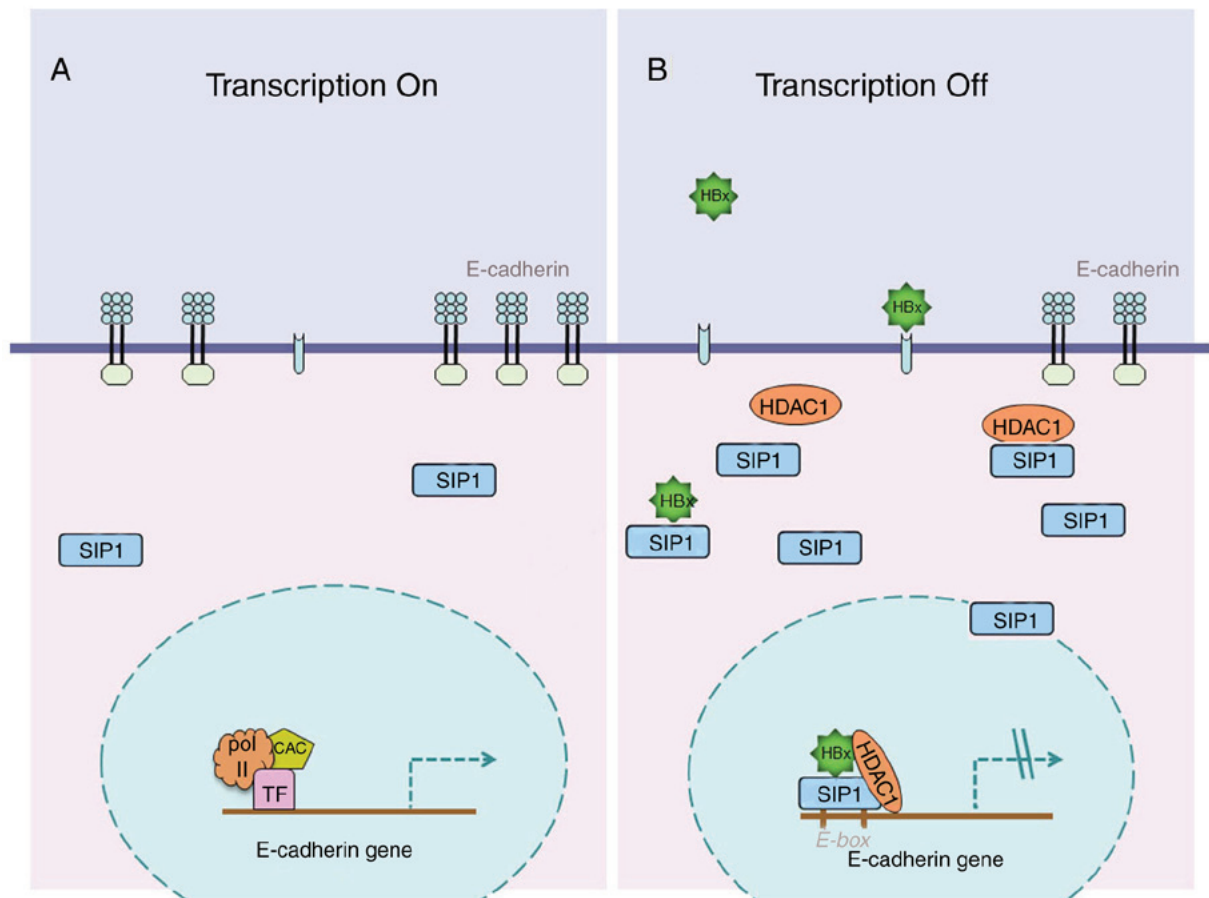 A
Transcription On
E-cadherin
SIP1
SIP1
pol
II
CAC
TF
E-cadherin gene
B
Transcription Off
HBx
E-cadherin
HBx
HDAC1
HDAC1
SIP1
SIP1
HBx
SIP1
SIP1
SIP1
SIP1
HBx
HDAC1
SIP1
E-box
E-cadherin gene